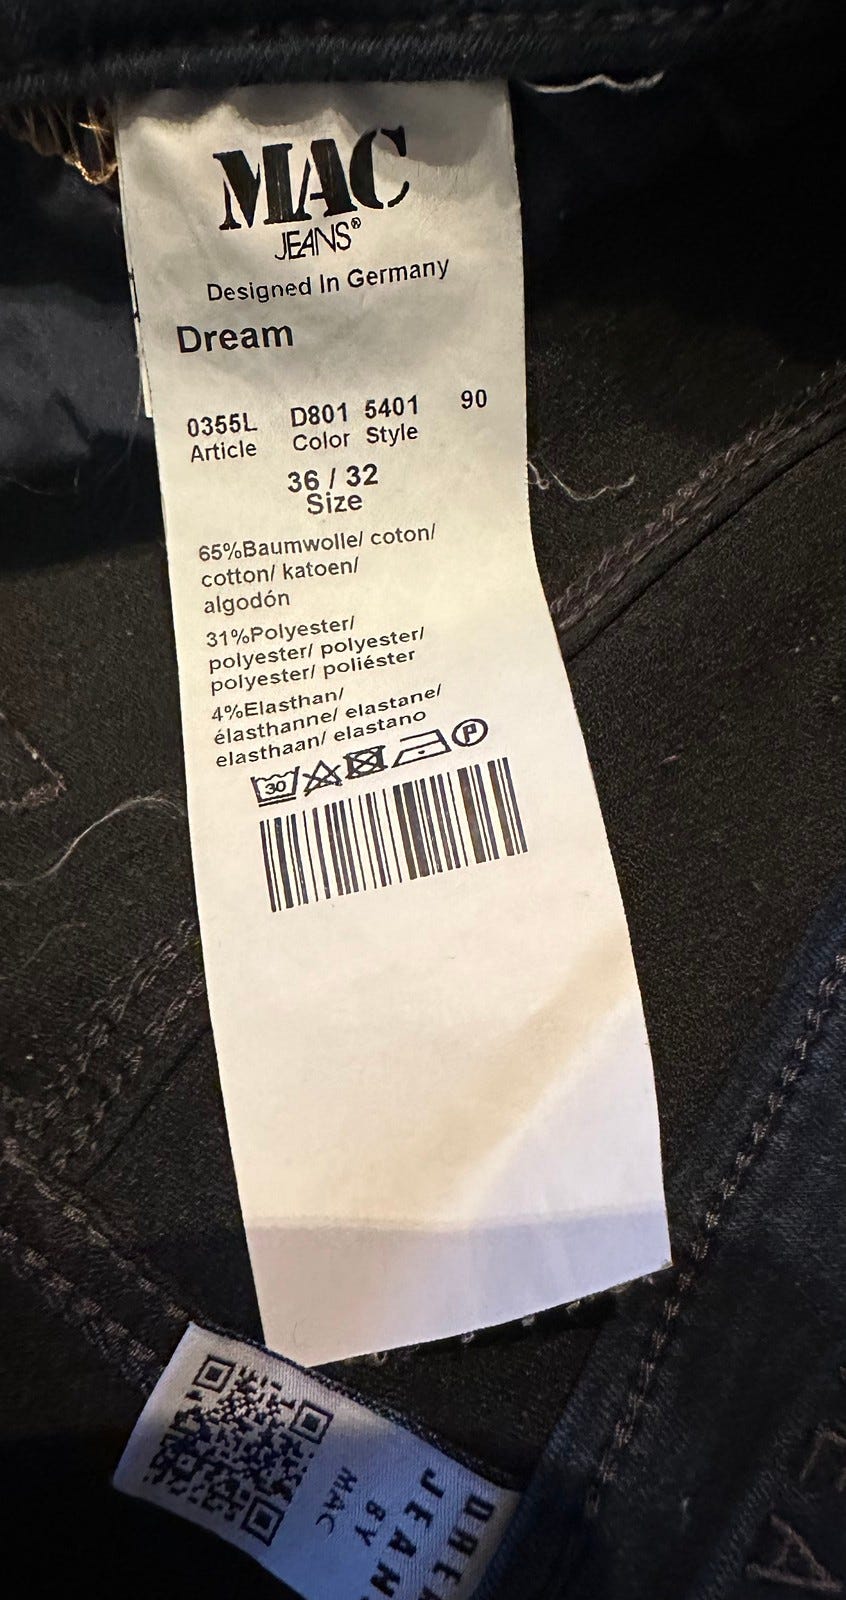 MAC
JEANS®
Designed In Germany
Dream
0355L D801 5401 90
Article Color Style
36 / 32
Size
65%Baumwolle/ coton/
cotton/ katoen/
algodón
31%Polyester/
polyester/ polyester/
polyester/ poliéster
4%Elasthan/
élasthanne/ elastane/
elasthaan/ elastano
30 P
JEANS
BY
MAC